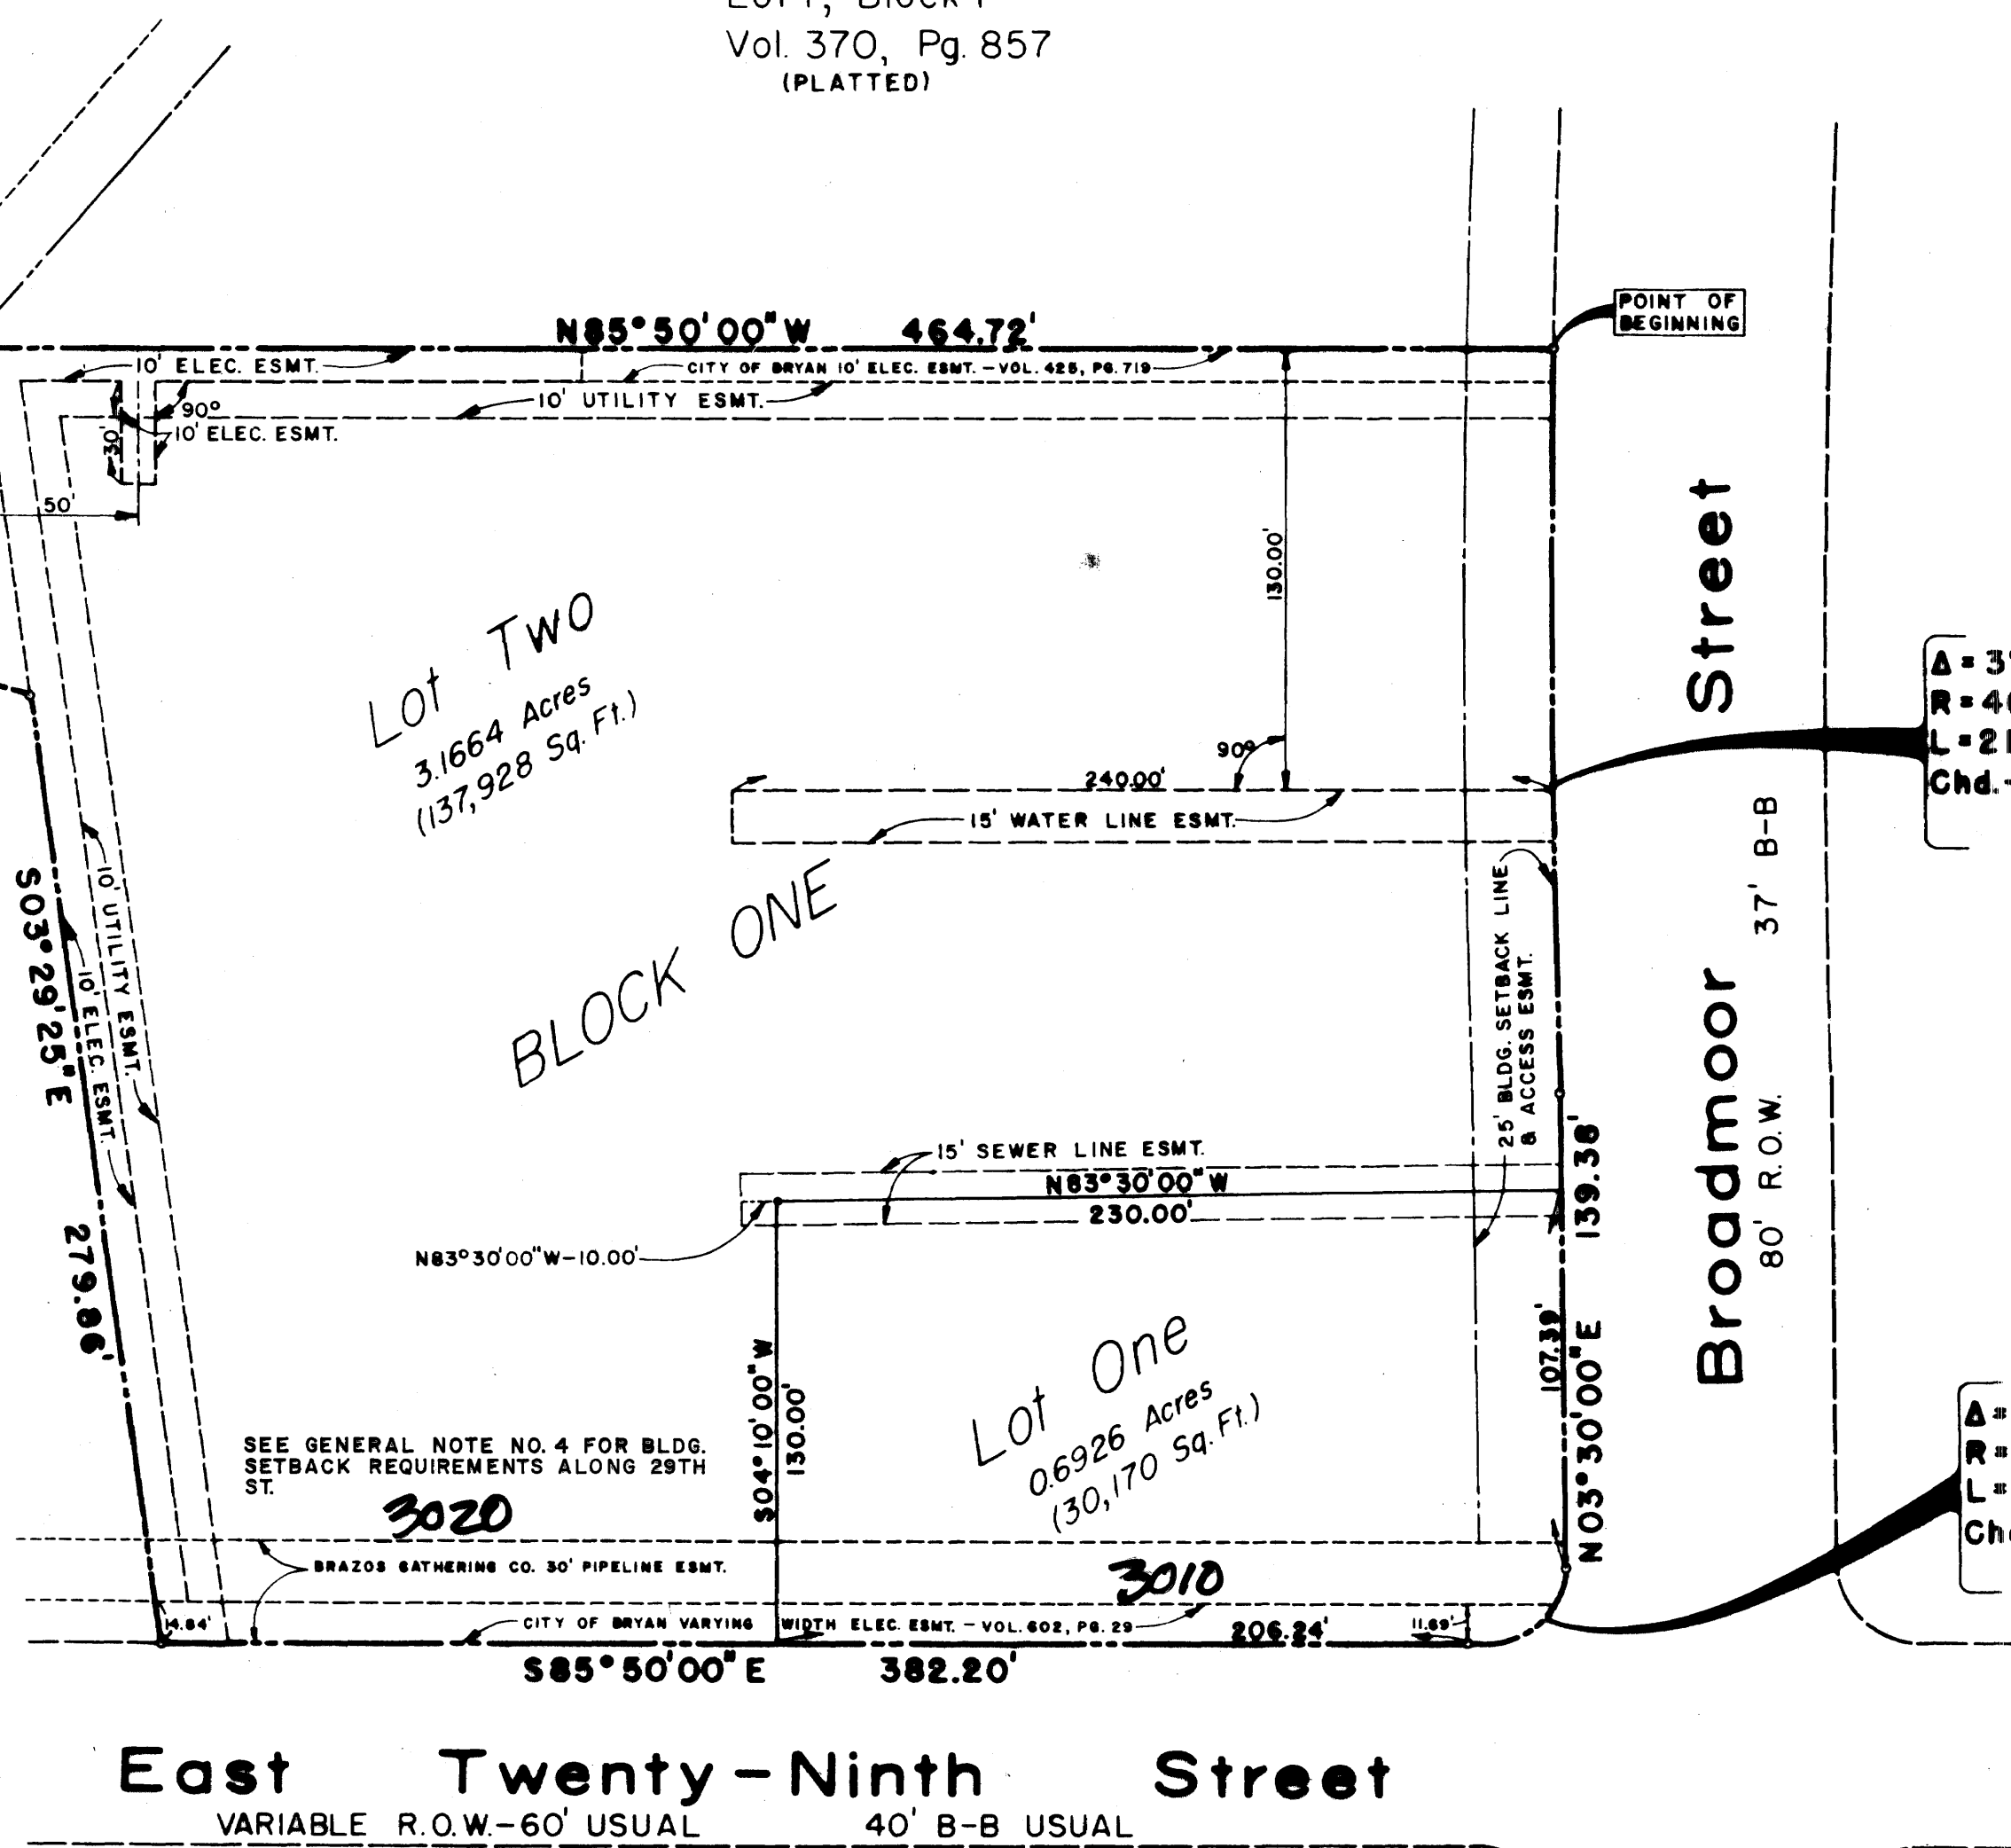 Vol. 370, Pg. 857
(PLATTED)
POINT OF
BEGINNING
N85°50'00"W 464.72'
10' ELEC. ESMT.
CITY OF BRYAN 10' ELEC. ESMT. - VOL. 425, PG. 719
10' UTILITY ESMT.
90°
10' ELEC. ESMT.
30'
50'
130.00'
Street
Lot Two
3.1664 Acres
(137,928 Sq. Ft.)
90°
240.00'
15' WATER LINE ESMT.
R=4
L=21
Chd.-
37' B-B
BLOCK ONE
25' BLDG. SETBACK LINE
& ACCESS ESMT.
S03°29'25"E
279.86'
10' UTILITY ESMT.
10' ELEC. ESMT.
15' SEWER LINE ESMT.
N83°30'00"W
230.00'
N83°30'00"W-10.00'
139.38'
N03°30'00"E
107.39'
Broadmoor
80' R.O.W.
Lot One
0.6926 Acres
(30,170 Sq. Ft.)
S04°10'00"W
130.00'
SEE GENERAL NOTE NO. 4 FOR BLDG.
SETBACK REQUIREMENTS ALONG 29TH
ST.
3020
Δ=
R=
L=
BRAZOS GATHERING CO. 30' PIPELINE ESMT.
3010
14.84'
CITY OF BRYAN VARYING WIDTH ELEC. ESMT. - VOL. 602, PG. 29
206.24'
11.69'
S85°50'00"E 382.20'
East Twenty-Ninth Street
VARIABLE R.O.W.-60' USUAL 40' B-B USUAL